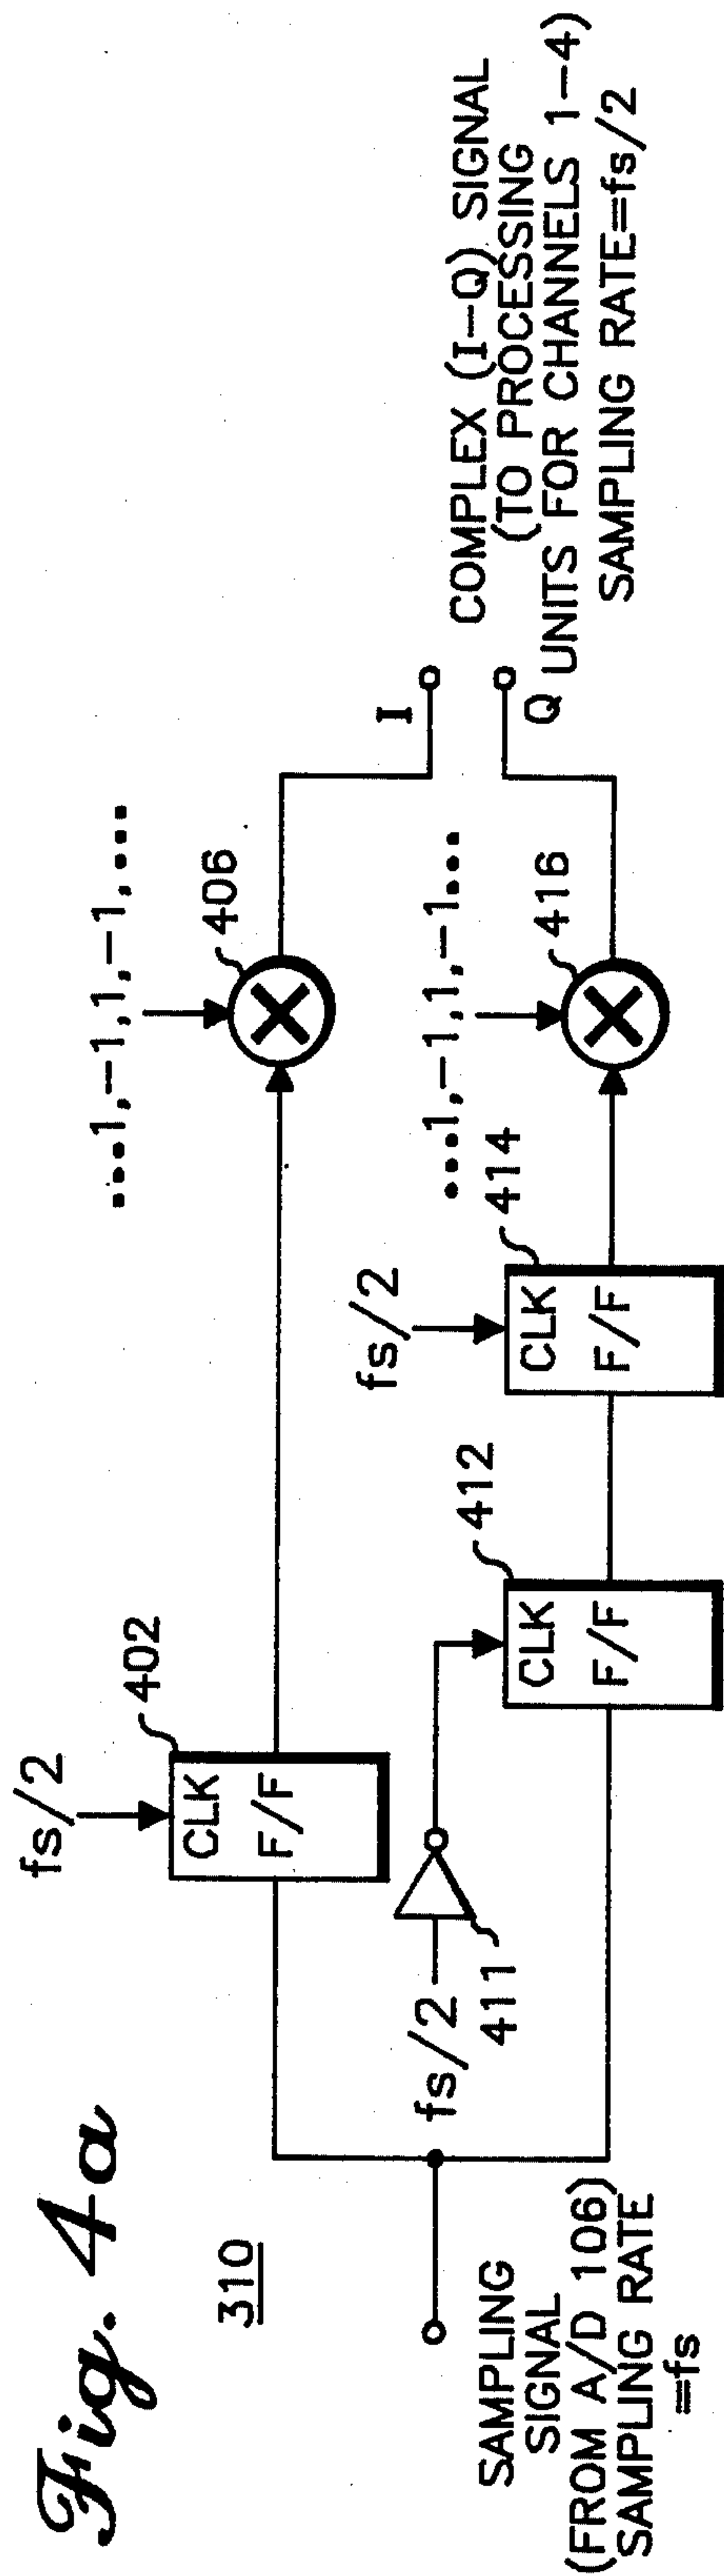 Fig. 4a
310
SAMPLING
SIGNAL
(FROM A/D 106)
SAMPLING RATE
=fs
fs/2
402
CLK
F/F
fs/2
411
412
CLK
F/F
fs/2
414
CLK
F/F
•••1,−1,1,−1,•••
406
•••1,−1,1,−1•••
416
I
Q
COMPLEX (I−Q) SIGNAL
(TO PROCESSING
UNITS FOR CHANNELS 1−4)
SAMPLING RATE=fs/2